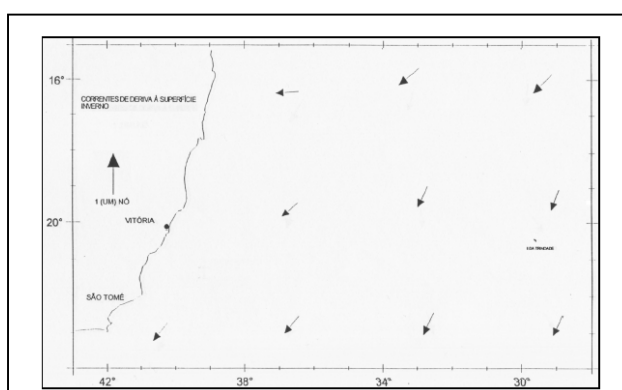 16°
CORRENTES DE DERIVA À SUPERFÍCIE
INVERNO
1 (UM) NÓ
VITÓRIA
20°
ILHA TRINDADE
SÃO TOMÉ
42°
38°
34°
30°